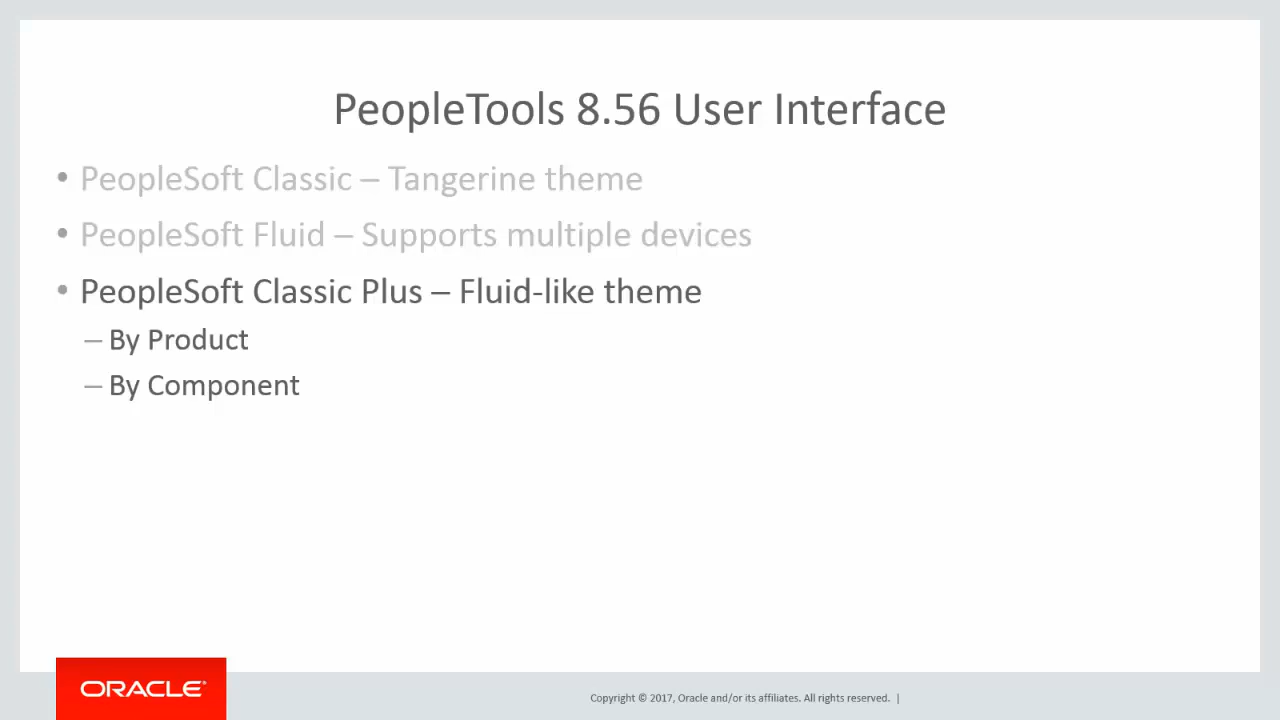 PeopleTools 8.56 User Interface
• PeopleSoft Classic – Tangerine theme
• PeopleSoft Fluid – Supports multiple devices
• PeopleSoft Classic Plus – Fluid-like theme
– By Product
– By Component
ORACLE®
Copyright © 2017, Oracle and/or its affiliates. All rights reserved. |